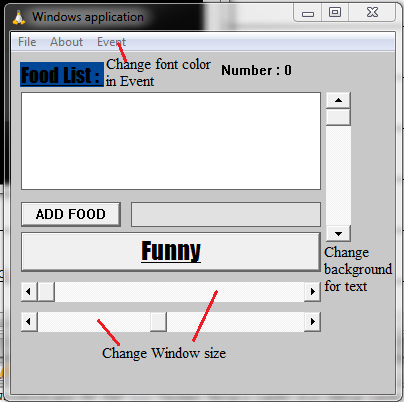 Windows application
File About Event
Food List :
Change font color
in Event
Number : 0
ADD FOOD
Funny
Change
background
for text
Change Window size